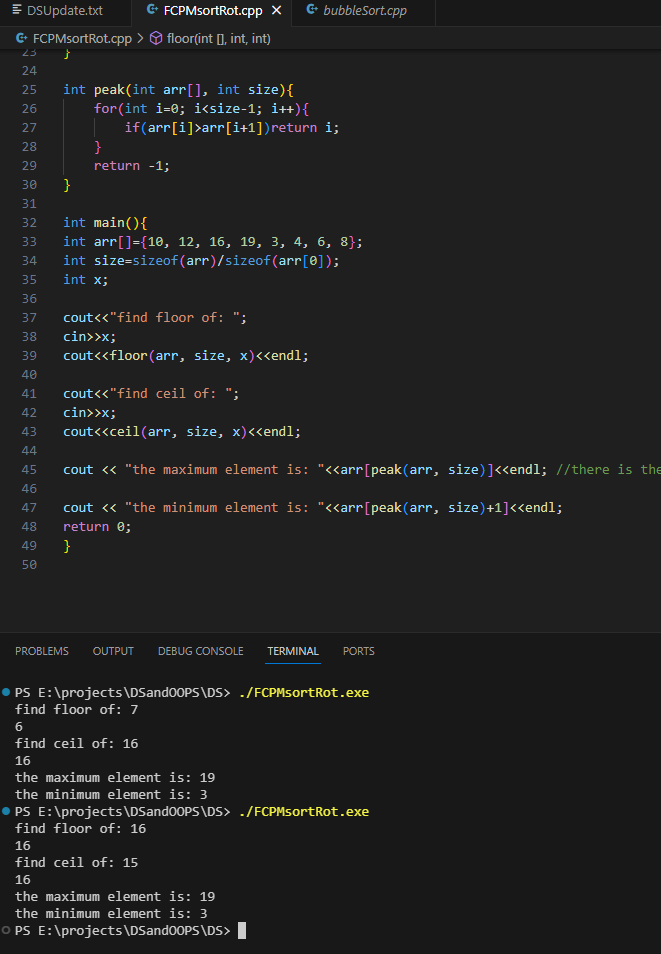 DSUpdate.txt FCPMsortRot.cpp bubbleSort.cpp
FCPMsortRot.cpp > floor(int [], int, int)
23 }
24
25 int peak(int arr[], int size){
26 for(int i=0; i<size-1; i++){
27 if(arr[i]>arr[i+1])return i;
28 }
29 return -1;
30 }
31
32 int main(){
33 int arr[]={10, 12, 16, 19, 3, 4, 6, 8};
34 int size=sizeof(arr)/sizeof(arr[0]);
35 int x;
36
37 cout<<"find floor of: ";
38 cin>>x;
39 cout<<floor(arr, size, x)<<endl;
40
41 cout<<"find ceil of: ";
42 cin>>x;
43 cout<<ceil(arr, size, x)<<endl;
44
45 cout << "the maximum element is: "<<arr[peak(arr, size)]<<endl; //there is the
46
47 cout << "the minimum element is: "<<arr[peak(arr, size)+1]<<endl;
48 return 0;
49 }
50
PROBLEMS OUTPUT DEBUG CONSOLE TERMINAL PORTS
PS E:\projects\DSandOOPS\DS> ./FCPMsortRot.exe
find floor of: 7
6
find ceil of: 16
16
the maximum element is: 19
the minimum element is: 3
PS E:\projects\DSandOOPS\DS> ./FCPMsortRot.exe
find floor of: 16
16
find ceil of: 15
16
the maximum element is: 19
the minimum element is: 3
PS E:\projects\DSandOOPS\DS>